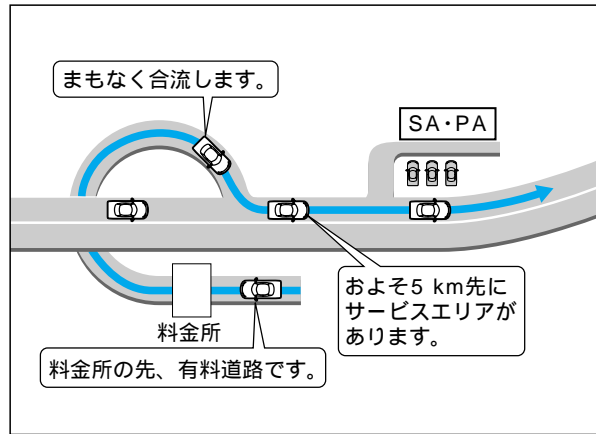 まもなく合流します。
SA・PA
およそ5 km先に
サービスエリアが
あります。
料金所
料金所の先、有料道路です。